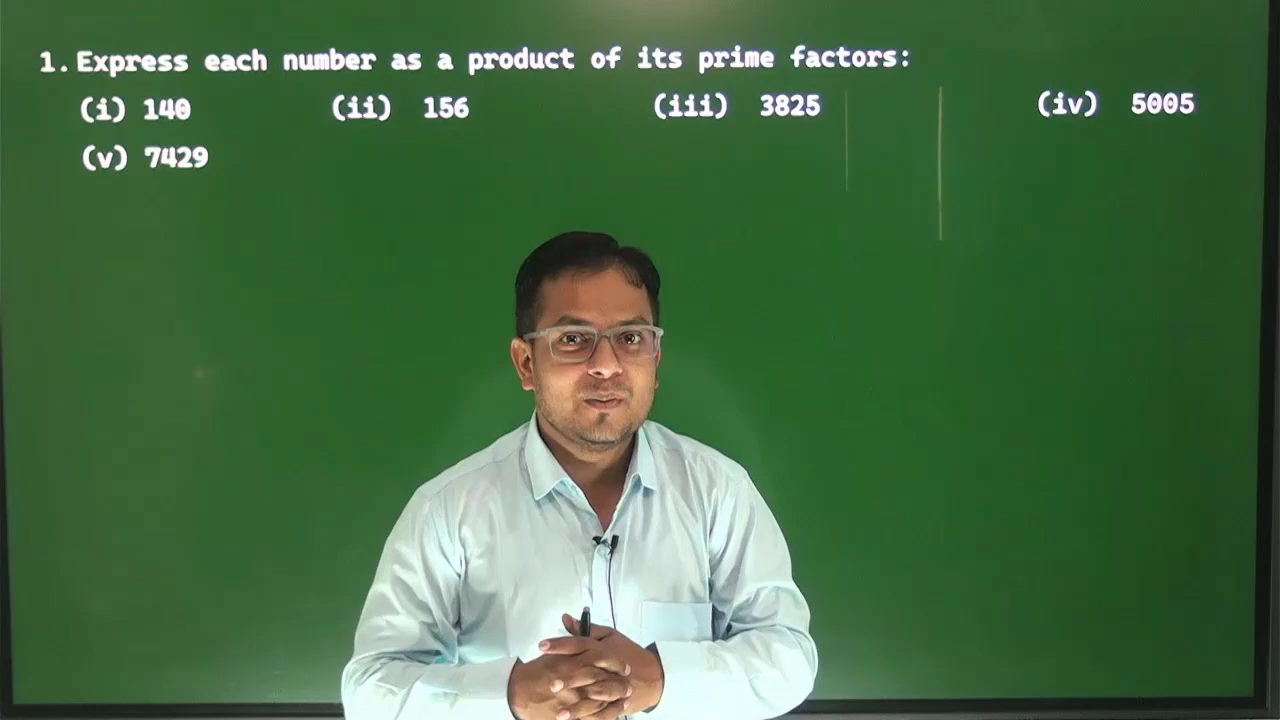 1. Express each number as a product of its prime factors:
(i) 140 (ii) 156 (iii) 3825 (iv) 5005
(v) 7429